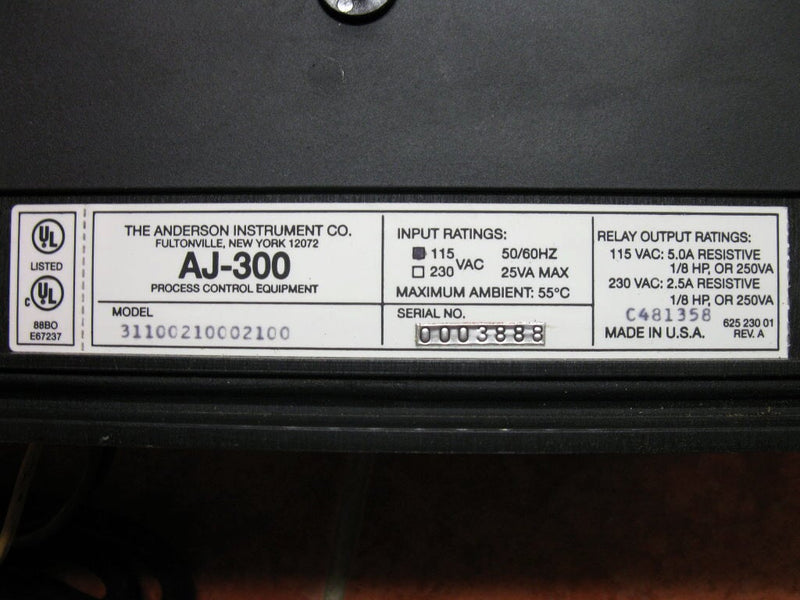 UL
LISTED
C UL
88BO
E67237
THE ANDERSON INSTRUMENT CO.
FULTONVILLE, NEW YORK 12072
AJ-300
PROCESS CONTROL EQUIPMENT
MODEL
31100210002100
INPUT RATINGS:
115 VAC 50/60HZ
230 25VA MAX
MAXIMUM AMBIENT: 55°C
SERIAL NO.
0003888
RELAY OUTPUT RATINGS:
115 VAC: 5.0A RESISTIVE
1/8 HP, OR 250VA
230 VAC: 2.5A RESISTIVE
1/8 HP, OR 250VA
C481358
MADE IN U.S.A.
625 230 01
REV. A